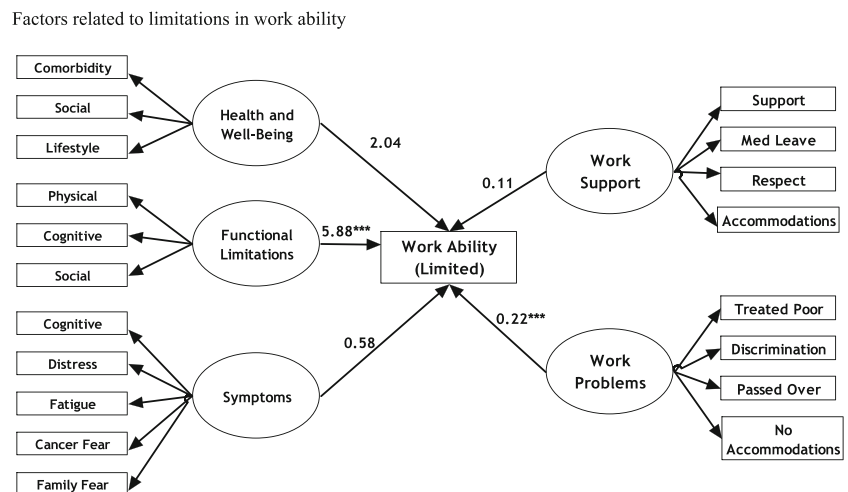 Factors related to limitations in work ability
Comorbidity
Social
Lifestyle
Health and
Well-Being
2.04
Physical
Cognitive
Social
Functional
Limitations
5.88***
Cognitive
Distress
Fatigue
Cancer Fear
Family Fear
Symptoms
0.58
Work Ability
(Limited)
0.11
Work
Support
Support
Med Leave
Respect
Accommodations
0.22***
Work
Problems
Treated Poor
Discrimination
Passed Over
No
Accommodations